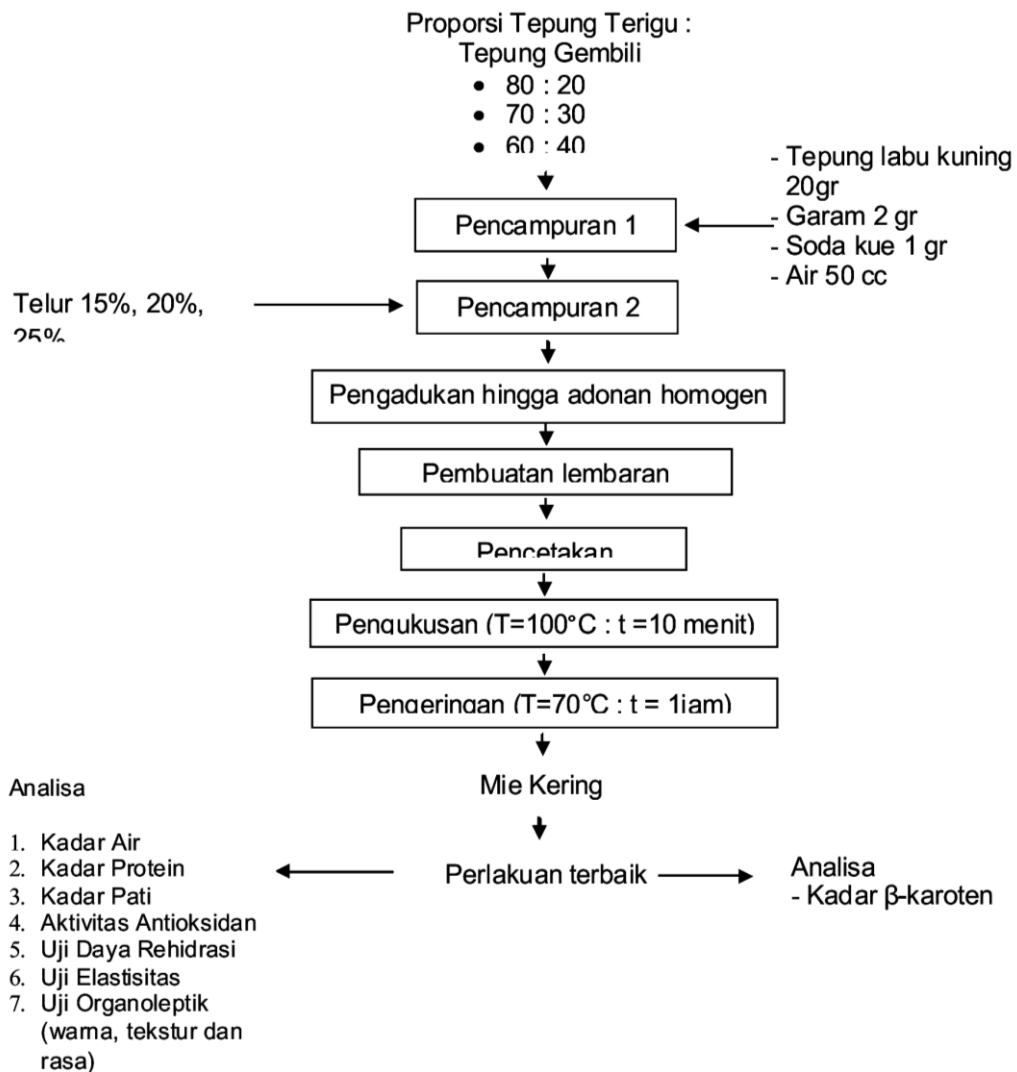 Proporsi Tepung Terigu :
Tepung Gembili
• 80 : 20
• 70 : 30
• 60 : 40
- Tepung labu kuning
20gr
- Garam 2 gr
- Soda kue 1 gr
- Air 50 cc
Pencampuran 1
Telur 15%, 20%,
25%
Pencampuran 2
Pengadukan hingga adonan homogen
Pembuatan lembaran
Pencetakan
Pengukusan (T=100°C : t =10 menit)
Pengeringan (T=70°C : t = 1jam)
Mie Kering
Perlakuan terbaik
Analisa
1. Kadar Air
2. Kadar Protein
3. Kadar Pati
4. Aktivitas Antioksidan
5. Uji Daya Rehidrasi
6. Uji Elastisitas
7. Uji Organoleptik
(warna, tekstur dan
rasa)
Analisa
- Kadar β-karoten